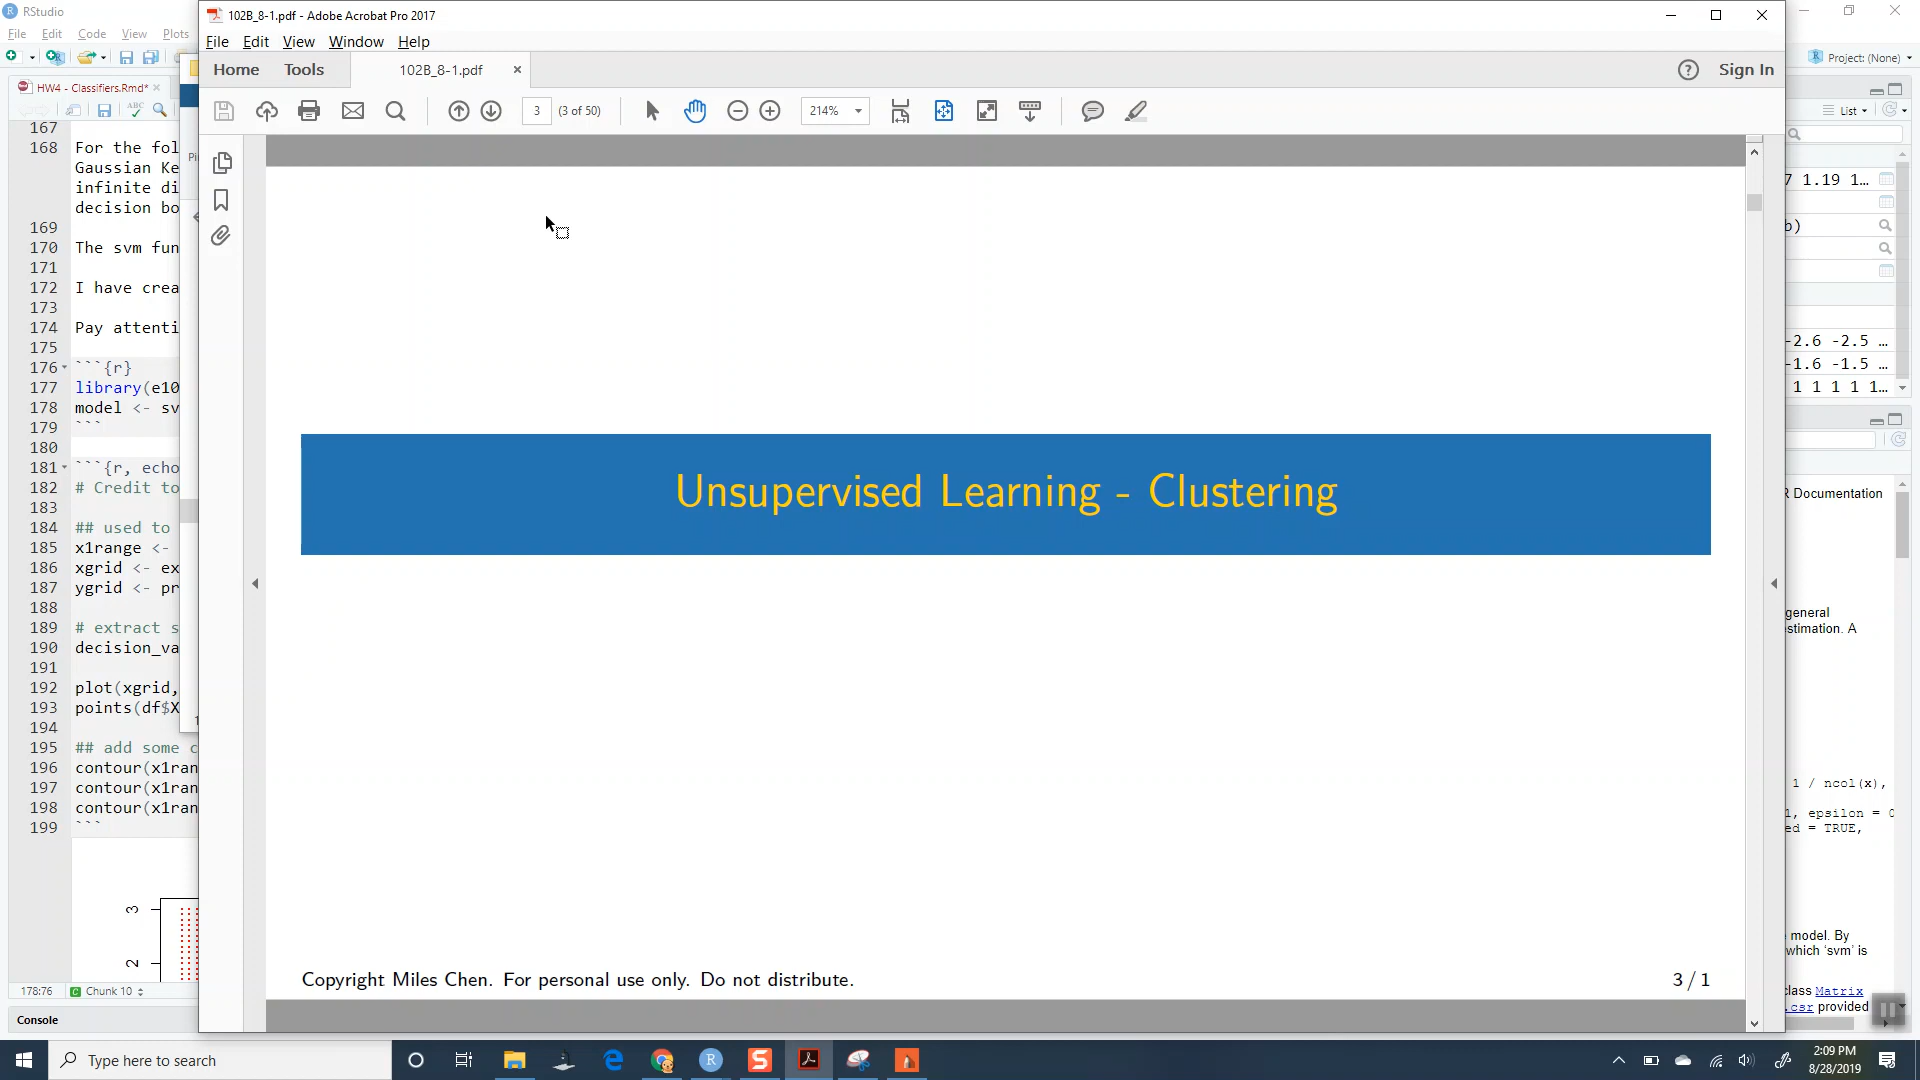 RStudio
File Edit Code View Plots
Project: (None)
HW4 - Classifiers.Rmd*
ABC
List
102B_8-1.pdf - Adobe Acrobat Pro 2017
File Edit View Window Help
Home Tools 102B_8-1.pdf
Sign In
3 (3 of 50) 214%
167
168 For the fol
Gaussian Ke
infinite di
decision bo
169
170 The svm fun
171
172 I have crea
173
174 Pay attenti
175
176 ```{r}
177 library(e10
178 model <- sv
179 ```
180
181 ```{r, echo
182 # Credit to
183
184 ## used to
185 x1range <-
186 xgrid <- ex
187 ygrid <- pr
188
189 # extract s
190 decision_va
191
192 plot(xgrid,
193 points(df$X
194
195 ## add some c
196 contour(x1ran
197 contour(x1ran
198 contour(x1ran
199 ```
3
2
178:76 Chunk 10
Console
Unsupervised Learning - Clustering
Copyright Miles Chen. For personal use only. Do not distribute.
3 / 1
7 1.19 1…
b)
-2.6 -2.5 …
-1.6 -1.5 …
1 1 1 1 1…
R Documentation
general
estimation. A
1 / ncol(x),
1, epsilon = 0
ed = TRUE,
model. By
which ‘svm’ is
class Matrix
.csr provided
Type here to search
2:09 PM
8/28/2019